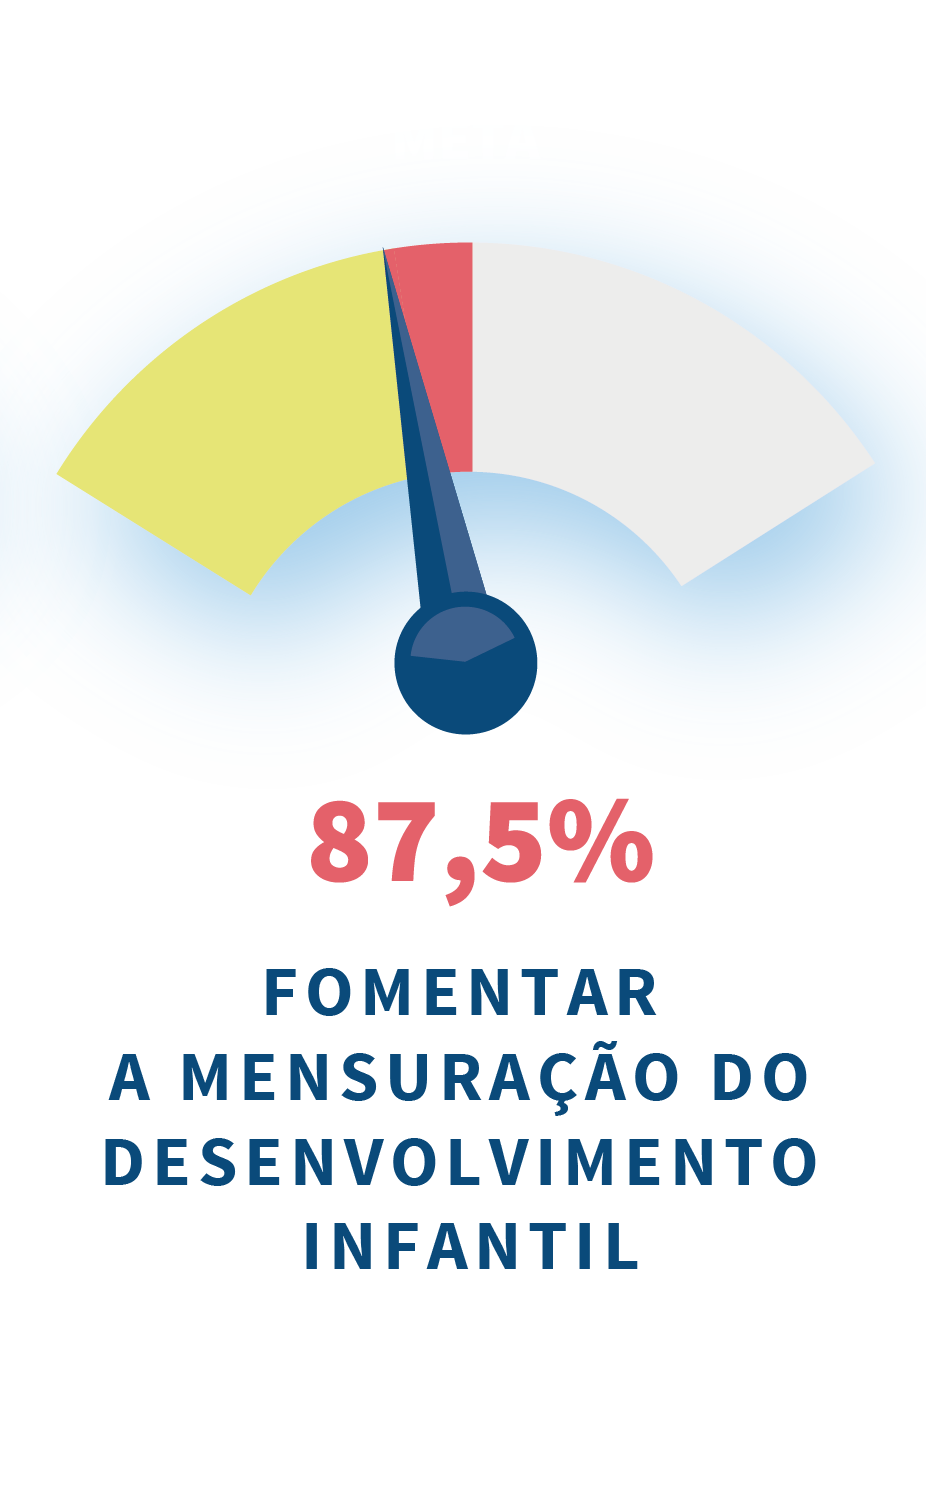 87,5%
FOMENTAR
A MENSURAÇÃO DO
DESENVOLVIMENTO
INFANTIL